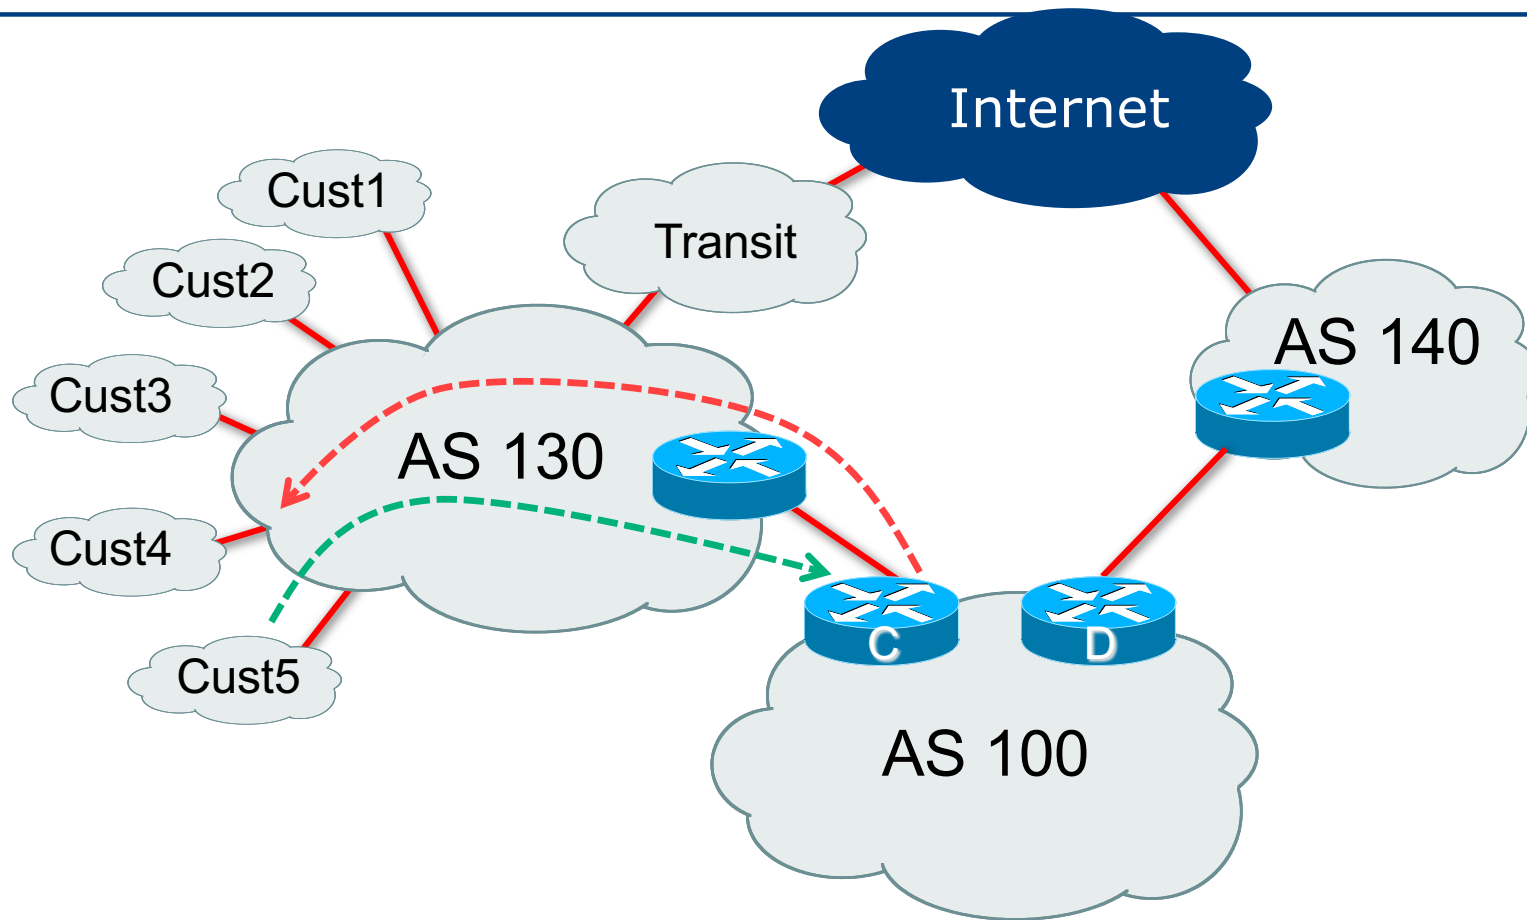 Internet
Cust1
Transit
Cust2
AS 140
Cust3
AS 130
Cust4
C
D
Cust5
AS 100